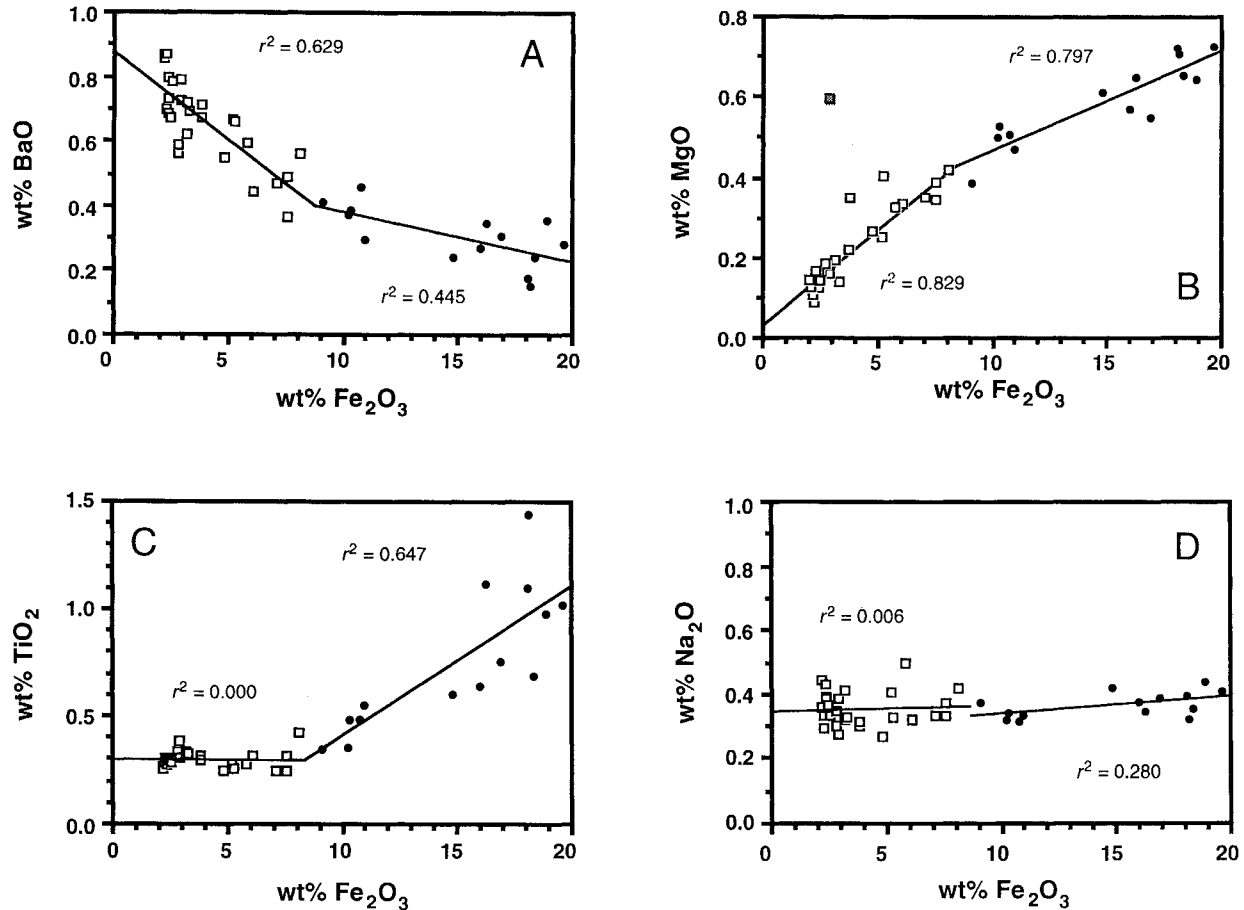 A
r² = 0.629
r² = 0.445
1.0
0.8
0.6
0.4
0.2
0.0
wt% BaO
0 5 10 15 20
wt% Fe₂O₃
B
r² = 0.797
r² = 0.829
0.8
0.6
0.4
0.2
0.0
wt% MgO
0 5 10 15 20
wt% Fe₂O₃
C
r² = 0.647
r² = 0.000
1.5
1.0
0.5
0.0
wt% TiO₂
0 5 10 15 20
wt% Fe₂O₃
D
r² = 0.006
r² = 0.280
1.0
0.8
0.6
0.4
0.2
0.0
wt% Na₂O
0 5 10 15 20
wt% Fe₂O₃